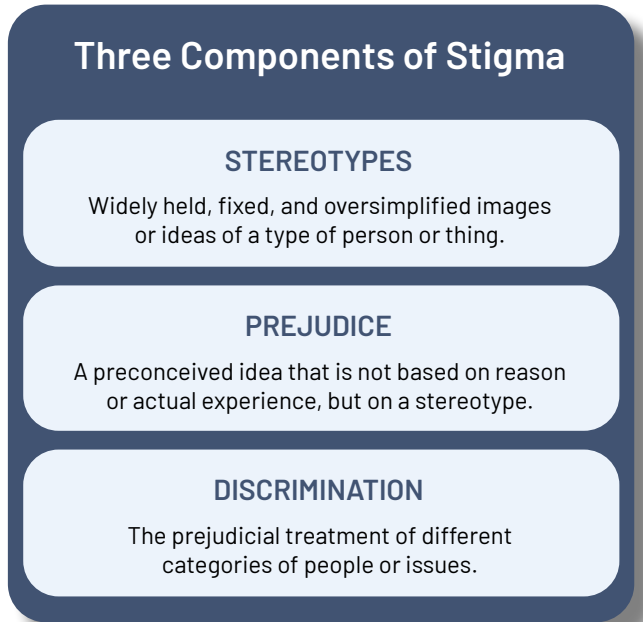 Three Components of Stigma
STEREOTYPES
Widely held, fixed, and oversimplified images
or ideas of a type of person or thing.
PREJUDICE
A preconceived idea that is not based on reason
or actual experience, but on a stereotype.
DISCRIMINATION
The prejudicial treatment of different
categories of people or issues.